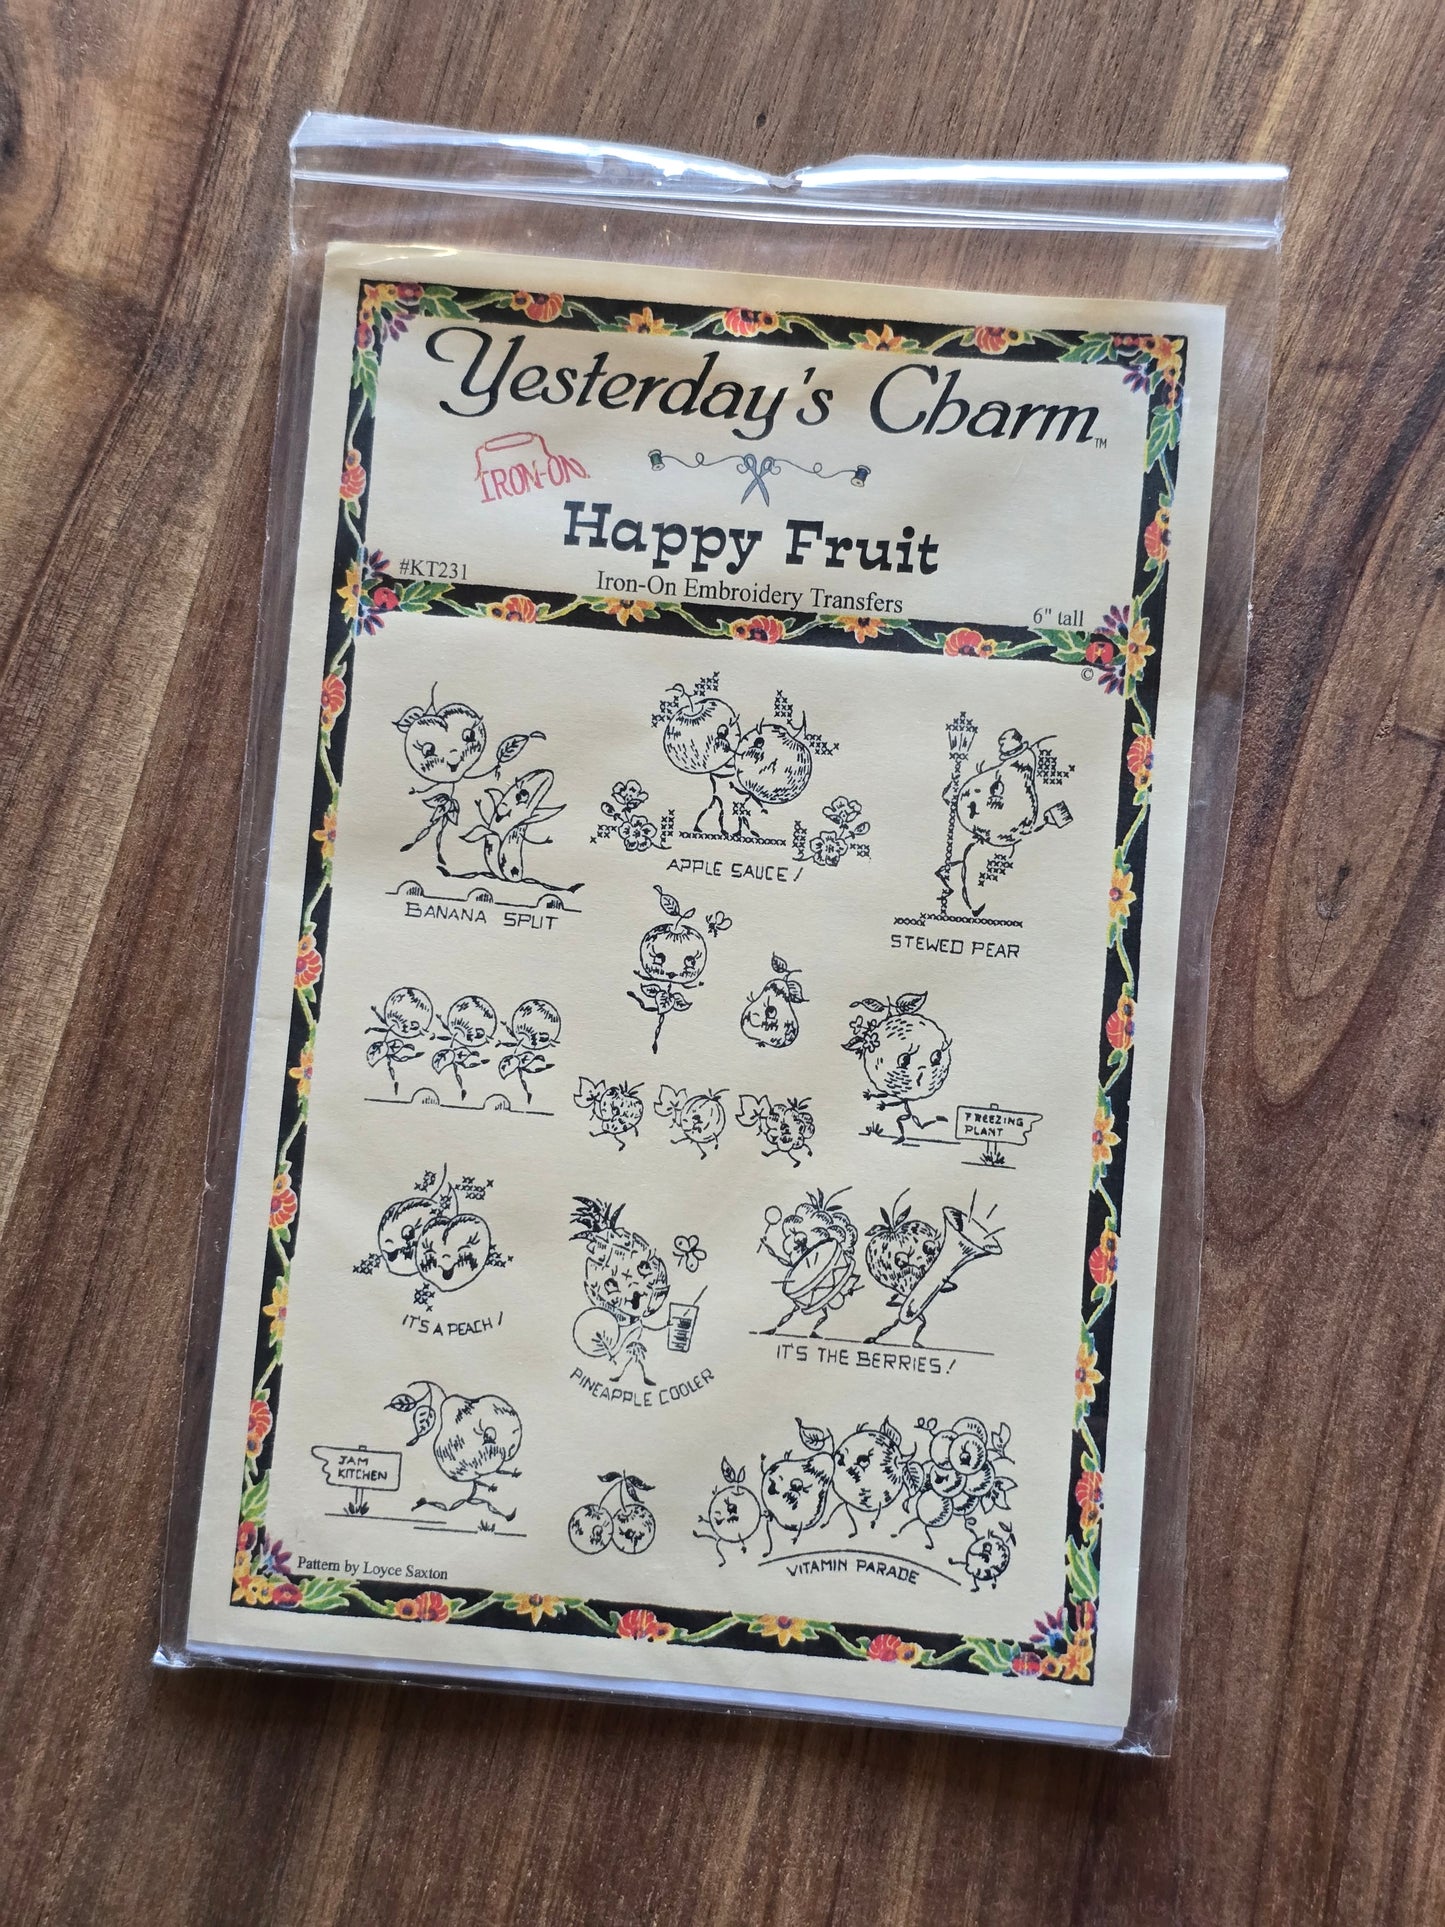 Yesterday's Charm™
IRON-ON
Happy Fruit
#KT231
Iron-On Embroidery Transfers
6" tall
©
BANANA SPLIT
APPLE SAUCE!
STEWED PEAR
FREEZING
PLANT
IT'S A PEACH!
PINEAPPLE COOLER
IT'S THE BERRIES!
JAM
KITCHEN
VITAMIN PARADE
Pattern by Loyce Saxton